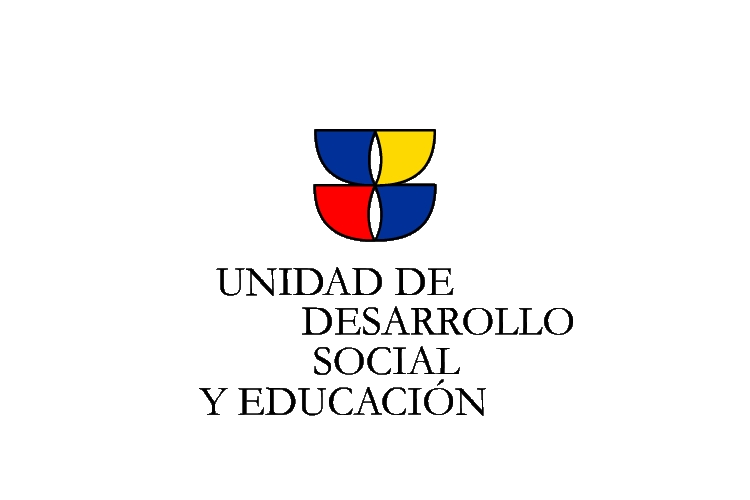 UNIDAD DE
DESARROLLO
SOCIAL
Y EDUCACIÓN